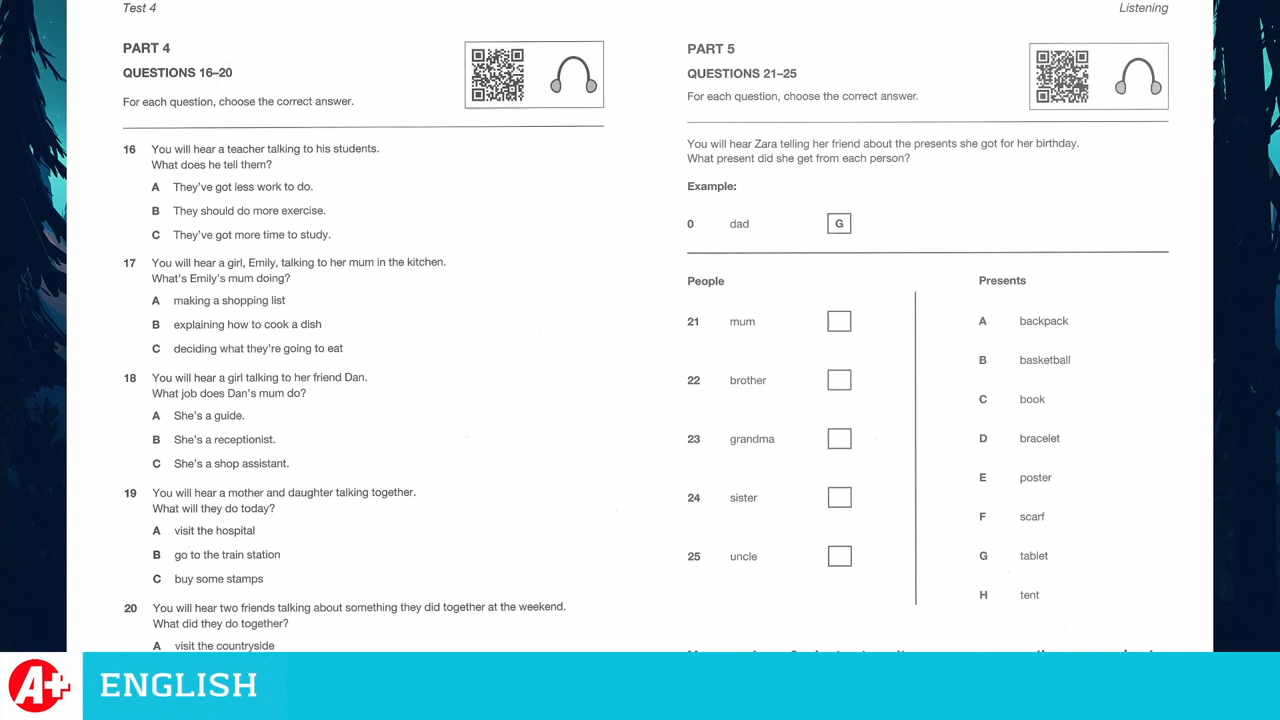 Test 4
PART 4
QUESTIONS 16–20
For each question, choose the correct answer.
16 You will hear a teacher talking to his students.
What does he tell them?
A They've got less work to do.
B They should do more exercise.
C They've got more time to study.
17 You will hear a girl, Emily, talking to her mum in the kitchen.
What's Emily's mum doing?
A making a shopping list
B explaining how to cook a dish
C deciding what they're going to eat
18 You will hear a girl talking to her friend Dan.
What job does Dan's mum do?
A She's a guide.
B She's a receptionist.
C She's a shop assistant.
19 You will hear a mother and daughter talking together.
What will they do today?
A visit the hospital
B go to the train station
C buy some stamps
20 You will hear two friends talking about something they did together at the weekend.
What did they do together?
A visit the countryside
Listening
PART 5
QUESTIONS 21–25
For each question, choose the correct answer.
You will hear Zara telling her friend about the presents she got for her birthday.
What present did she get from each person?
Example:
0 dad G
People
21 mum
22 brother
23 grandma
24 sister
25 uncle
Presents
A backpack
B basketball
C book
D bracelet
E poster
F scarf
G tablet
H tent
A+
ENGLISH